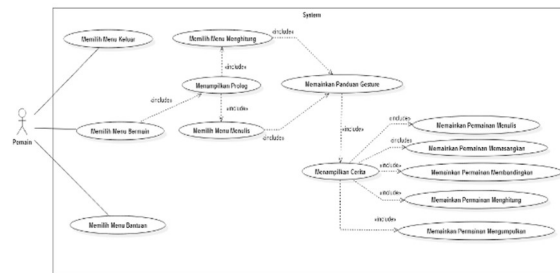 System
Memilih Menu Keluar
Memilih Menu Menghitung
«include»
«include»
Menampilkan Prolog
Memainkan Panduan Gesture
«include»
«include»
Pemain
Memilih Menu Bermain
Memilih Menu Menulis
«include»
«include»
«include»
Memainkan Permainan Menulis
«include»
Memainkan Permainan Memasangkan
Menampilkan Cerita
«include»
Memainkan Permainan Membandingkan
«include»
Memainkan Permainan Menghitung
Memilih Menu Bantuan
«include»
Memainkan Permainan Mengumpulkan